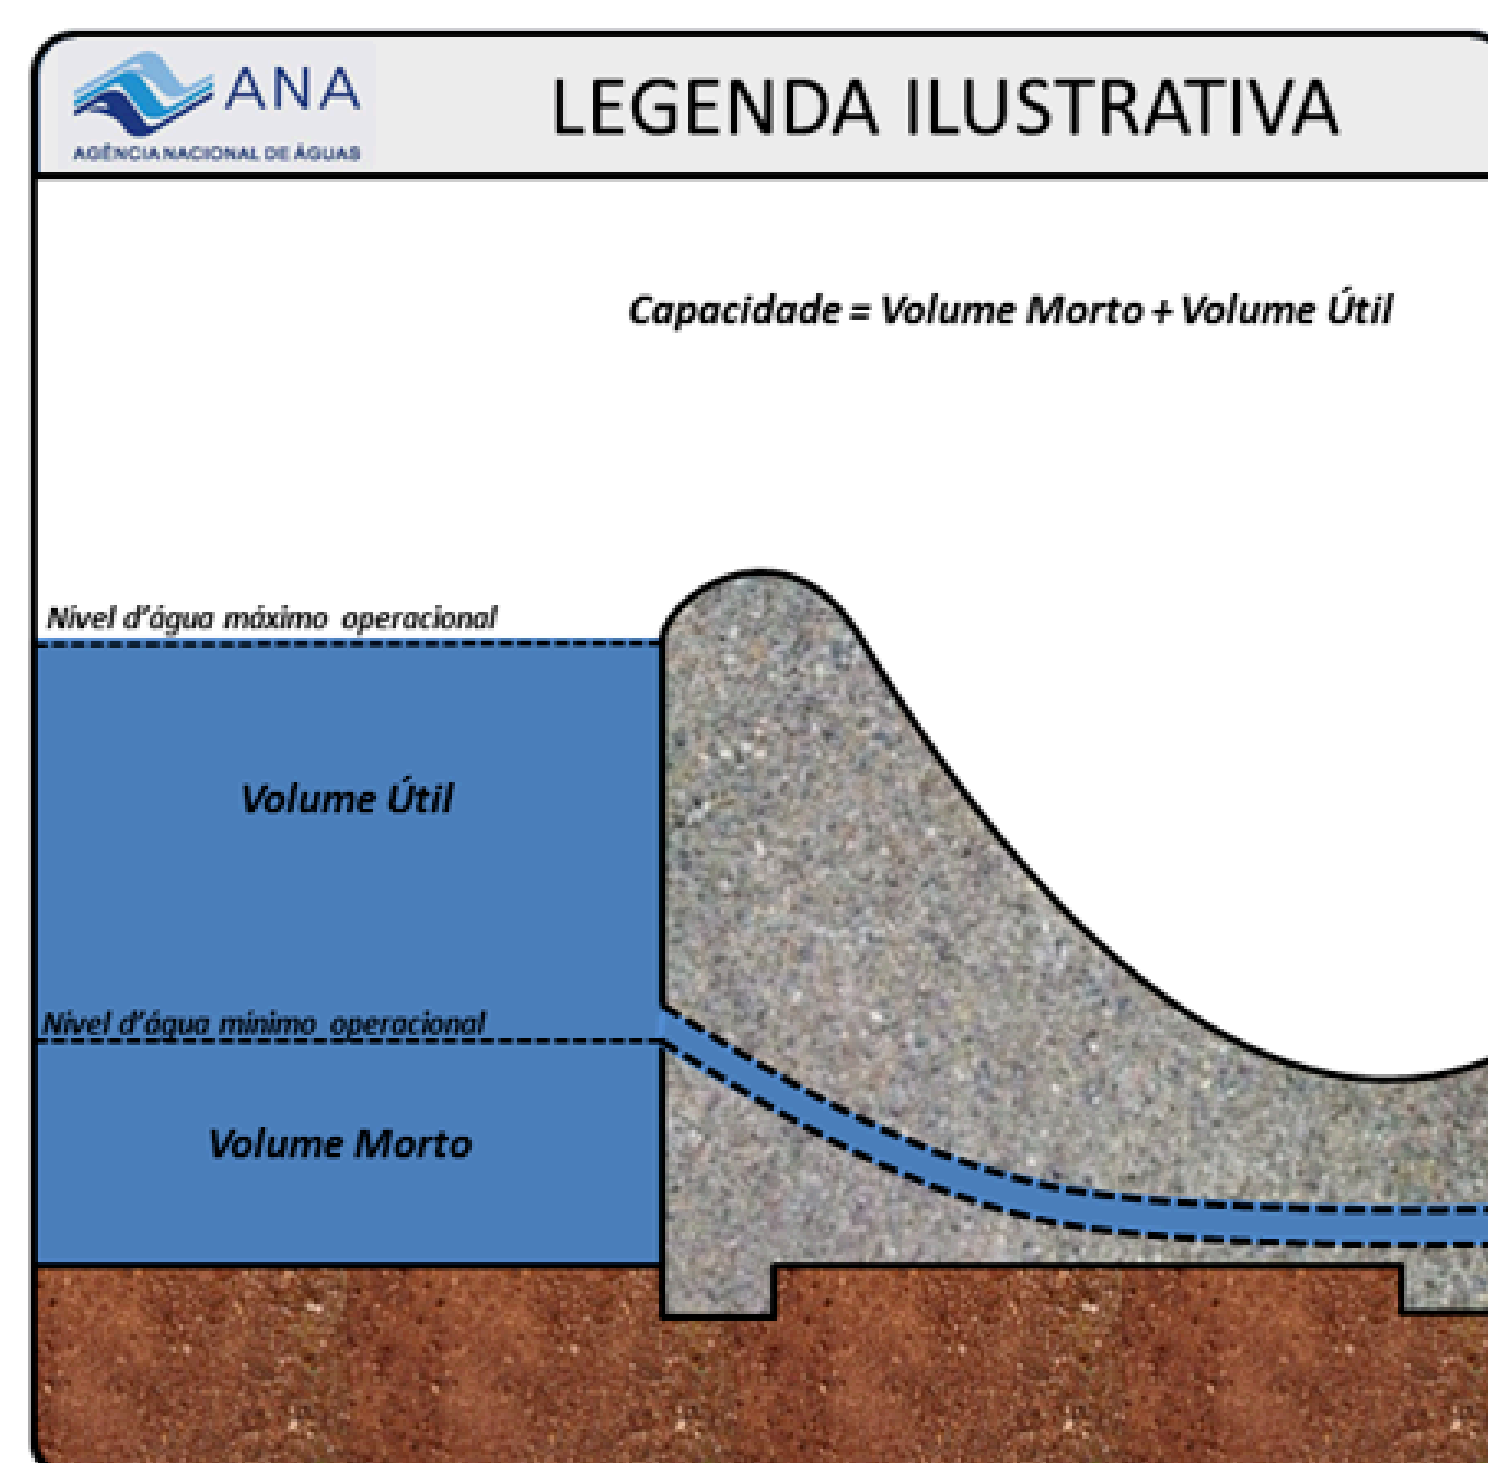 ANA
AGÊNCIA NACIONAL DE ÁGUAS
LEGENDA ILUSTRATIVA
Capacidade = Volume Morto + Volume Útil
Nível d'água máximo operacional
Volume Útil
Nível d'água mínimo operacional
Volume Morto